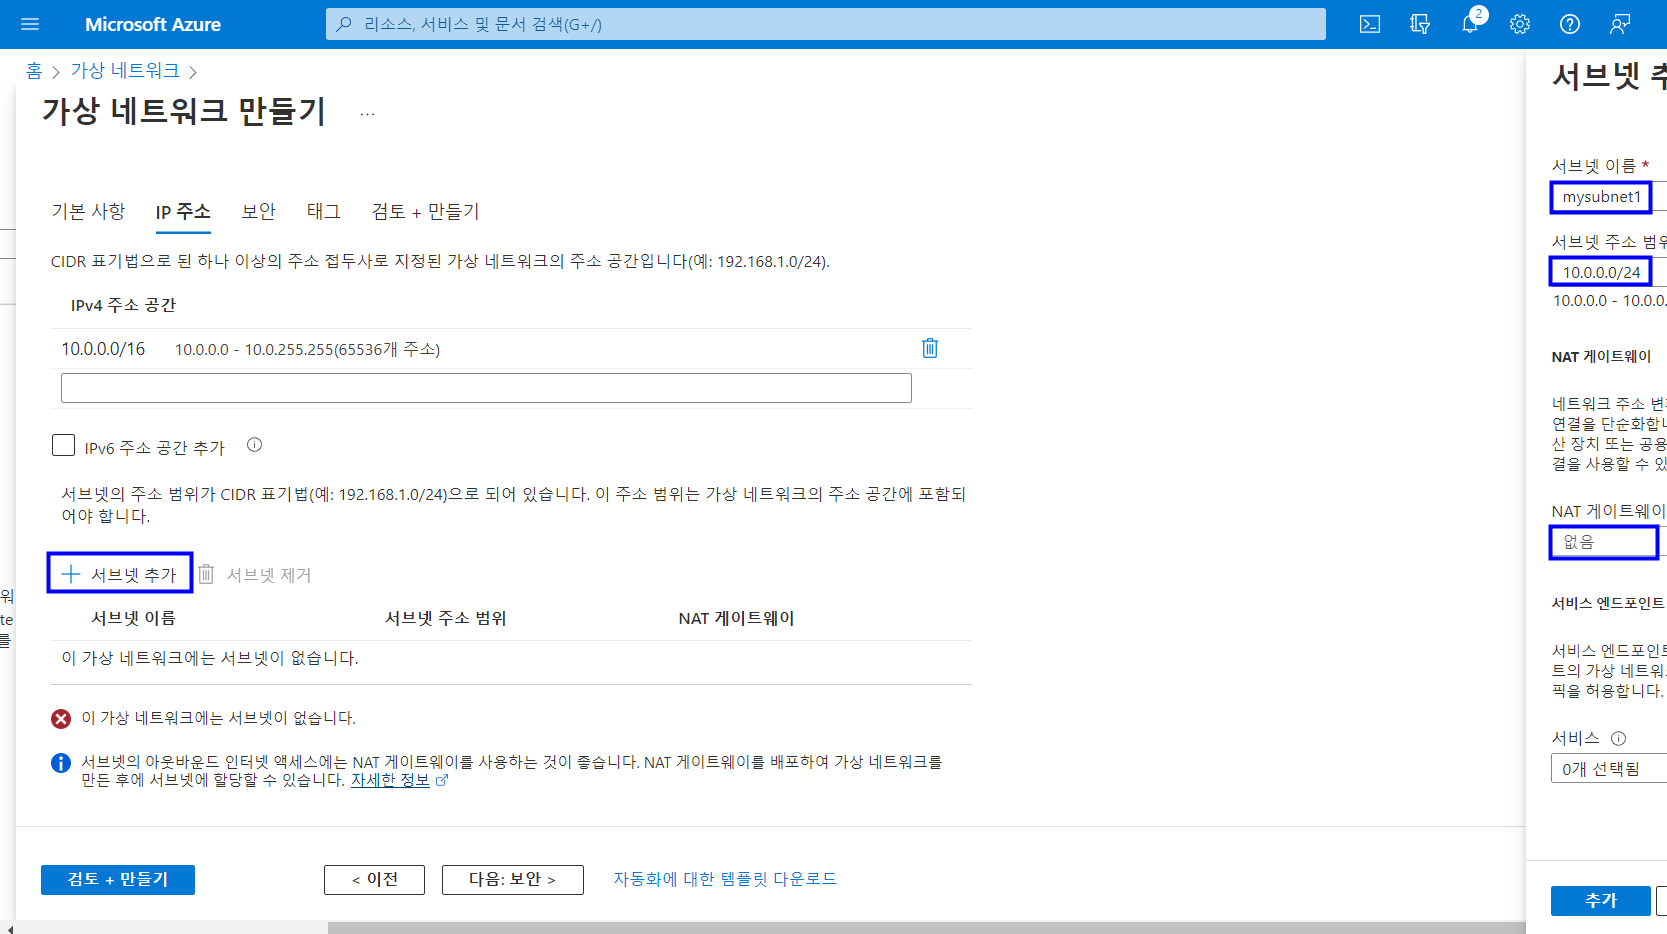 Microsoft Azure
리소스, 서비스 및 문서 검색(G+/)
2
홈 > 가상 네트워크 >
가상 네트워크 만들기 ...
기본 사항 IP 주소 보안 태그 검토 + 만들기
CIDR 표기법으로 된 하나 이상의 주소 접두사로 지정된 가상 네트워크의 주소 공간입니다(예: 192.168.1.0/24).
IPv4 주소 공간
10.0.0.0/16 10.0.0.0 - 10.0.255.255(65536개 주소)
IPv6 주소 공간 추가
서브넷의 주소 범위가 CIDR 표기법(예: 192.168.1.0/24)으로 되어 있습니다. 이 주소 범위는 가상 네트워크의 주소 공간에 포함되
어야 합니다.
서브넷 추가 서브넷 제거
서브넷 이름 서브넷 주소 범위 NAT 게이트웨이
이 가상 네트워크에는 서브넷이 없습니다.
이 가상 네트워크에는 서브넷이 없습니다.
서브넷의 아웃바운드 인터넷 액세스에는 NAT 게이트웨이를 사용하는 것이 좋습니다. NAT 게이트웨이를 배포하여 가상 네트워크를
만든 후에 서브넷에 할당할 수 있습니다. 자세한 정보
검토 + 만들기 < 이전 다음: 보안 > 자동화에 대한 템플릿 다운로드
워
te
를
서브넷 추
서브넷 이름 *
mysubnet1
서브넷 주소 범위
10.0.0.0/24
10.0.0.0 - 10.0.0.
NAT 게이트웨이
네트워크 주소 변
연결을 단순화합니
산 장치 또는 공용
결을 사용할 수 있
NAT 게이트웨이
없음
서비스 엔드포인트
서비스 엔드포인트
트의 가상 네트워
픽을 허용합니다.
서비스
0개 선택됨
추가